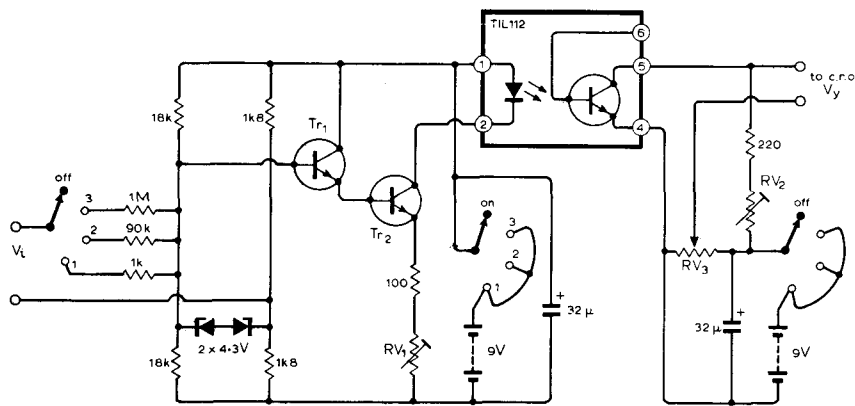 TIL112
6
1
5
to c.r.o
Vy
2
4
18k
1k8
Tr1
220
off
3
1M
on
RV2
off
Vi
2
90k
Tr2
3
1
1k
100
2
RV3
1
2 x 4·3V
+
32μ
+
32μ
18k
1k8
RV1
9V
9V